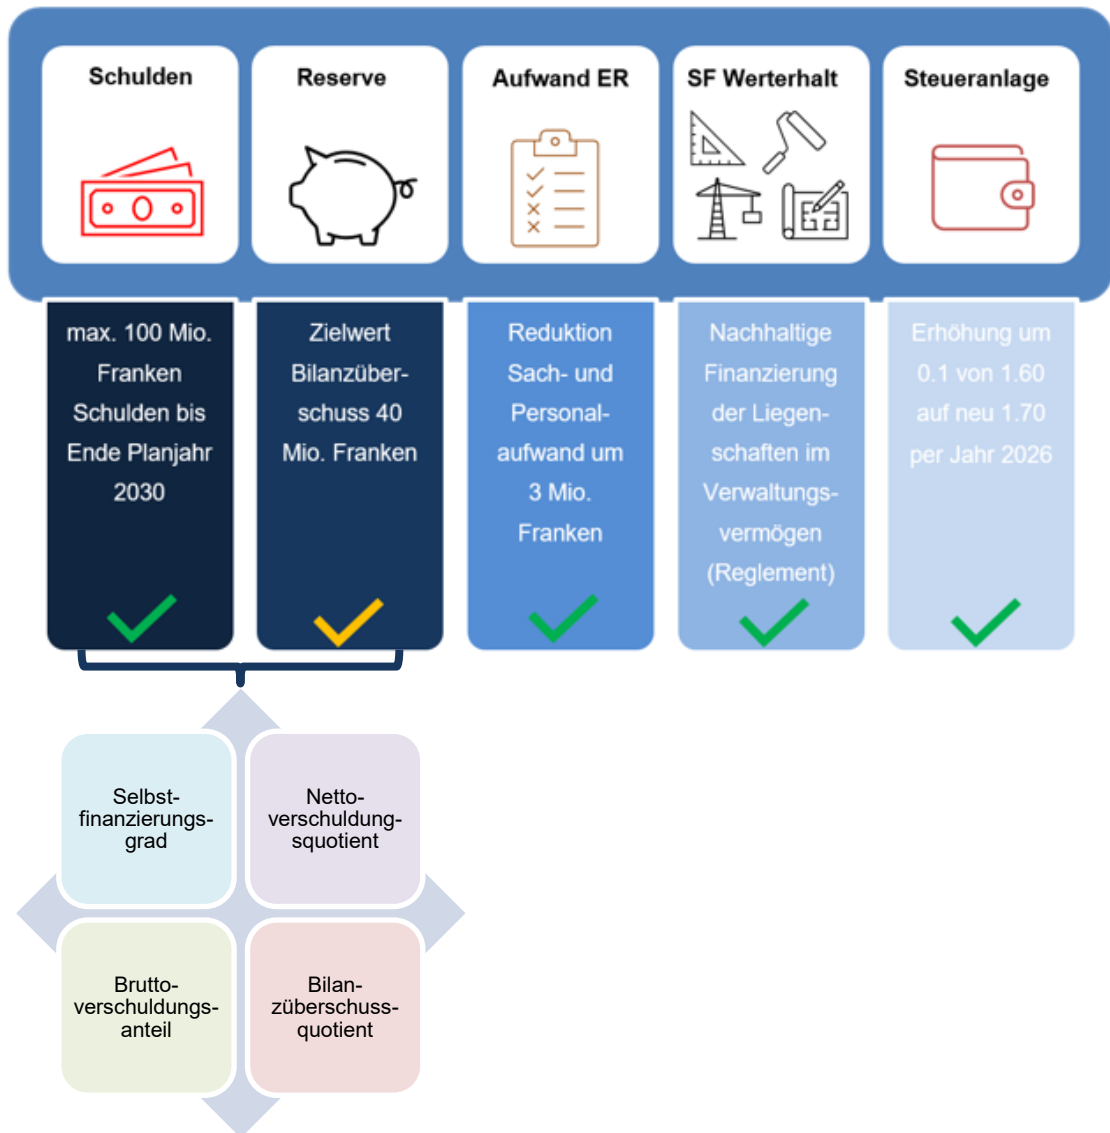 Schulden
Reserve
Aufwand ER
SF Werterhalt
Steueranlage
max. 100 Mio.
Franken
Schulden bis
Ende Planjahr
2030
Zielwert
Bilanzüber-
schuss 40
Mio. Franken
Reduktion
Sach- und
Personal-
aufwand um
3 Mio.
Franken
Nachhaltige
Finanzierung
der Liegen-
schaften im
Verwaltungs-
vermögen
(Reglement)
Erhöhung um
0.1 von 1.60
auf neu 1.70
per Jahr 2026
Selbst-
finanzierungs-
grad
Netto-
verschuldung-
squotient
Brutto-
verschuldungs-
anteil
Bilan-
züberschuss-
quotient